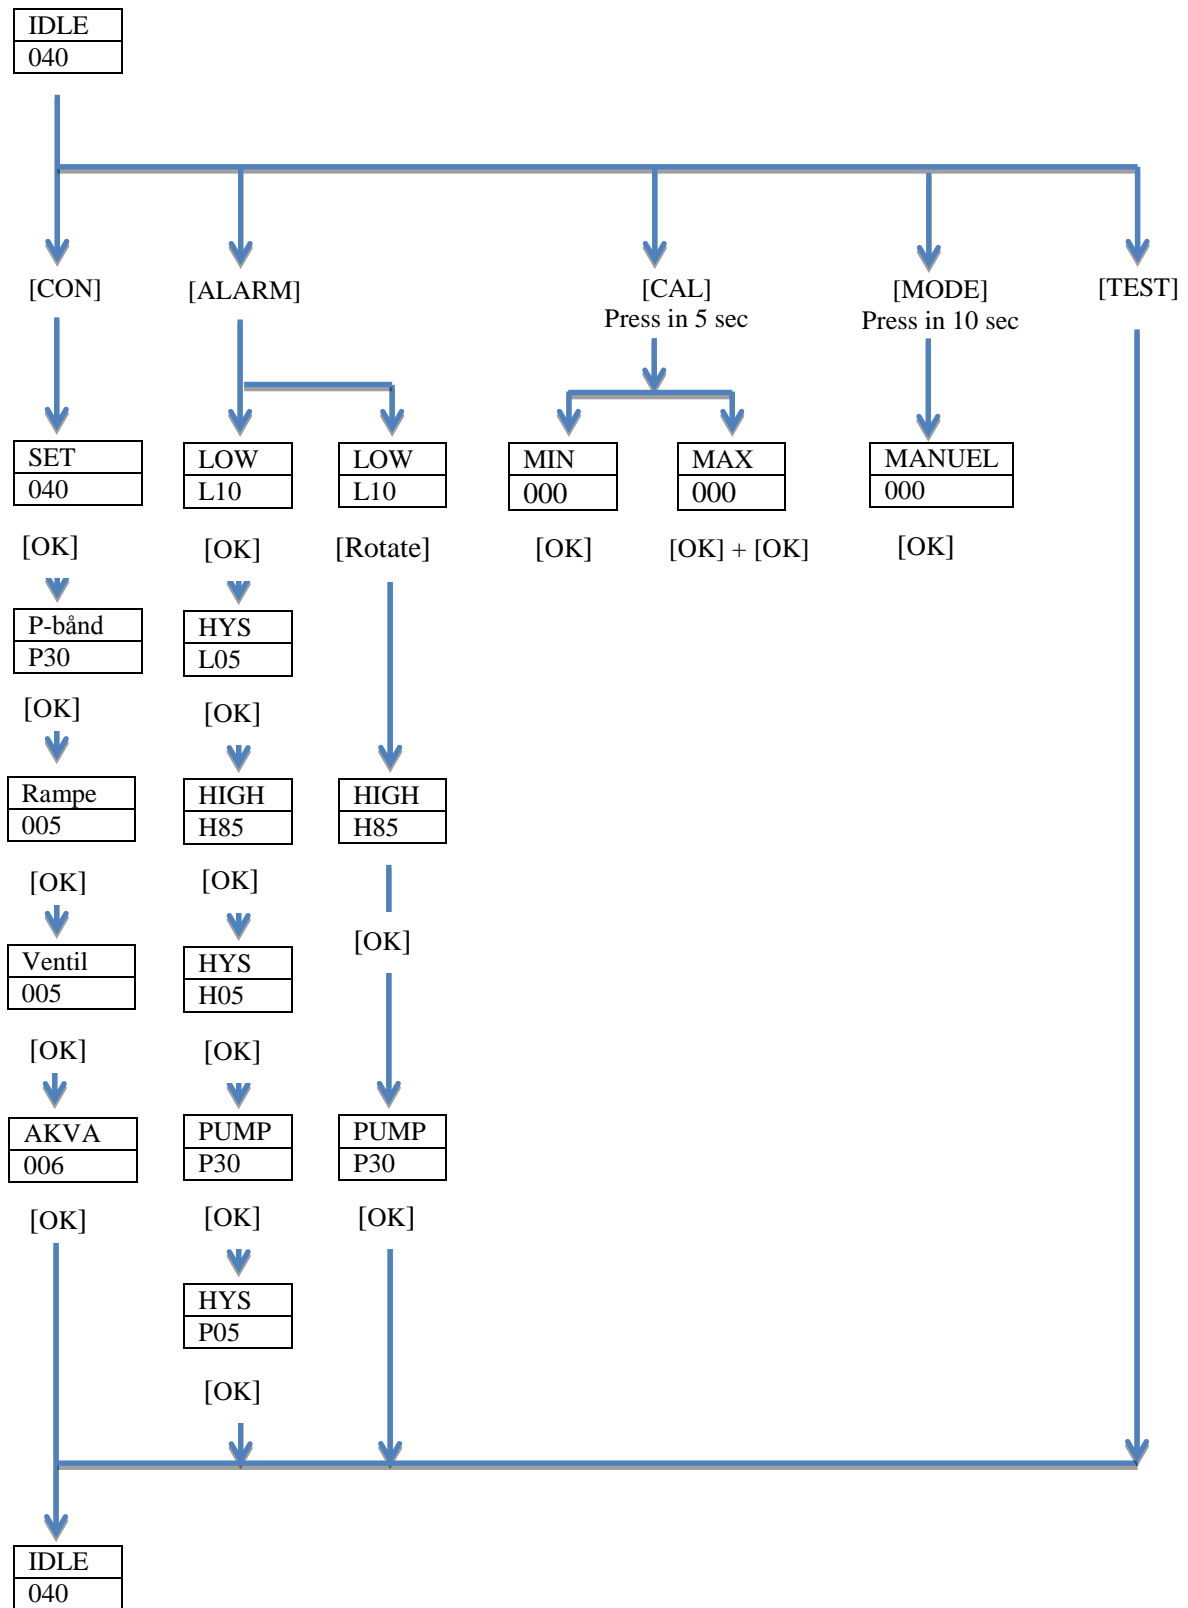 IDLE
040
[CON]
[ALARM]
[CAL]
Press in 5 sec
[MODE]
Press in 10 sec
[TEST]
SET
040
[OK]
P-bånd
P30
[OK]
Rampe
005
[OK]
Ventil
005
[OK]
AKVA
006
[OK]
LOW
L10
[OK]
HYS
L05
[OK]
HIGH
H85
[OK]
HYS
H05
[OK]
PUMP
P30
[OK]
HYS
P05
[OK]
LOW
L10
[Rotate]
HIGH
H85
[OK]
PUMP
P30
[OK]
MIN
000
[OK]
MAX
000
[OK] + [OK]
MANUEL
000
[OK]
IDLE
040